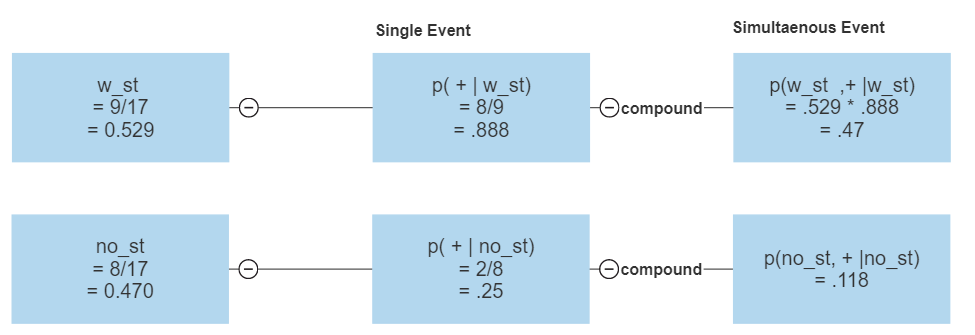 Single Event
Simultaenous Event
w_st
= 9/17
= 0.529
p( + | w_st)
= 8/9
= .888
compound
p(w_st ,+ |w_st)
= .529 * .888
= .47
no_st
= 8/17
= 0.470
p( + | no_st)
= 2/8
= .25
compound
p(no_st, + |no_st)
= .118